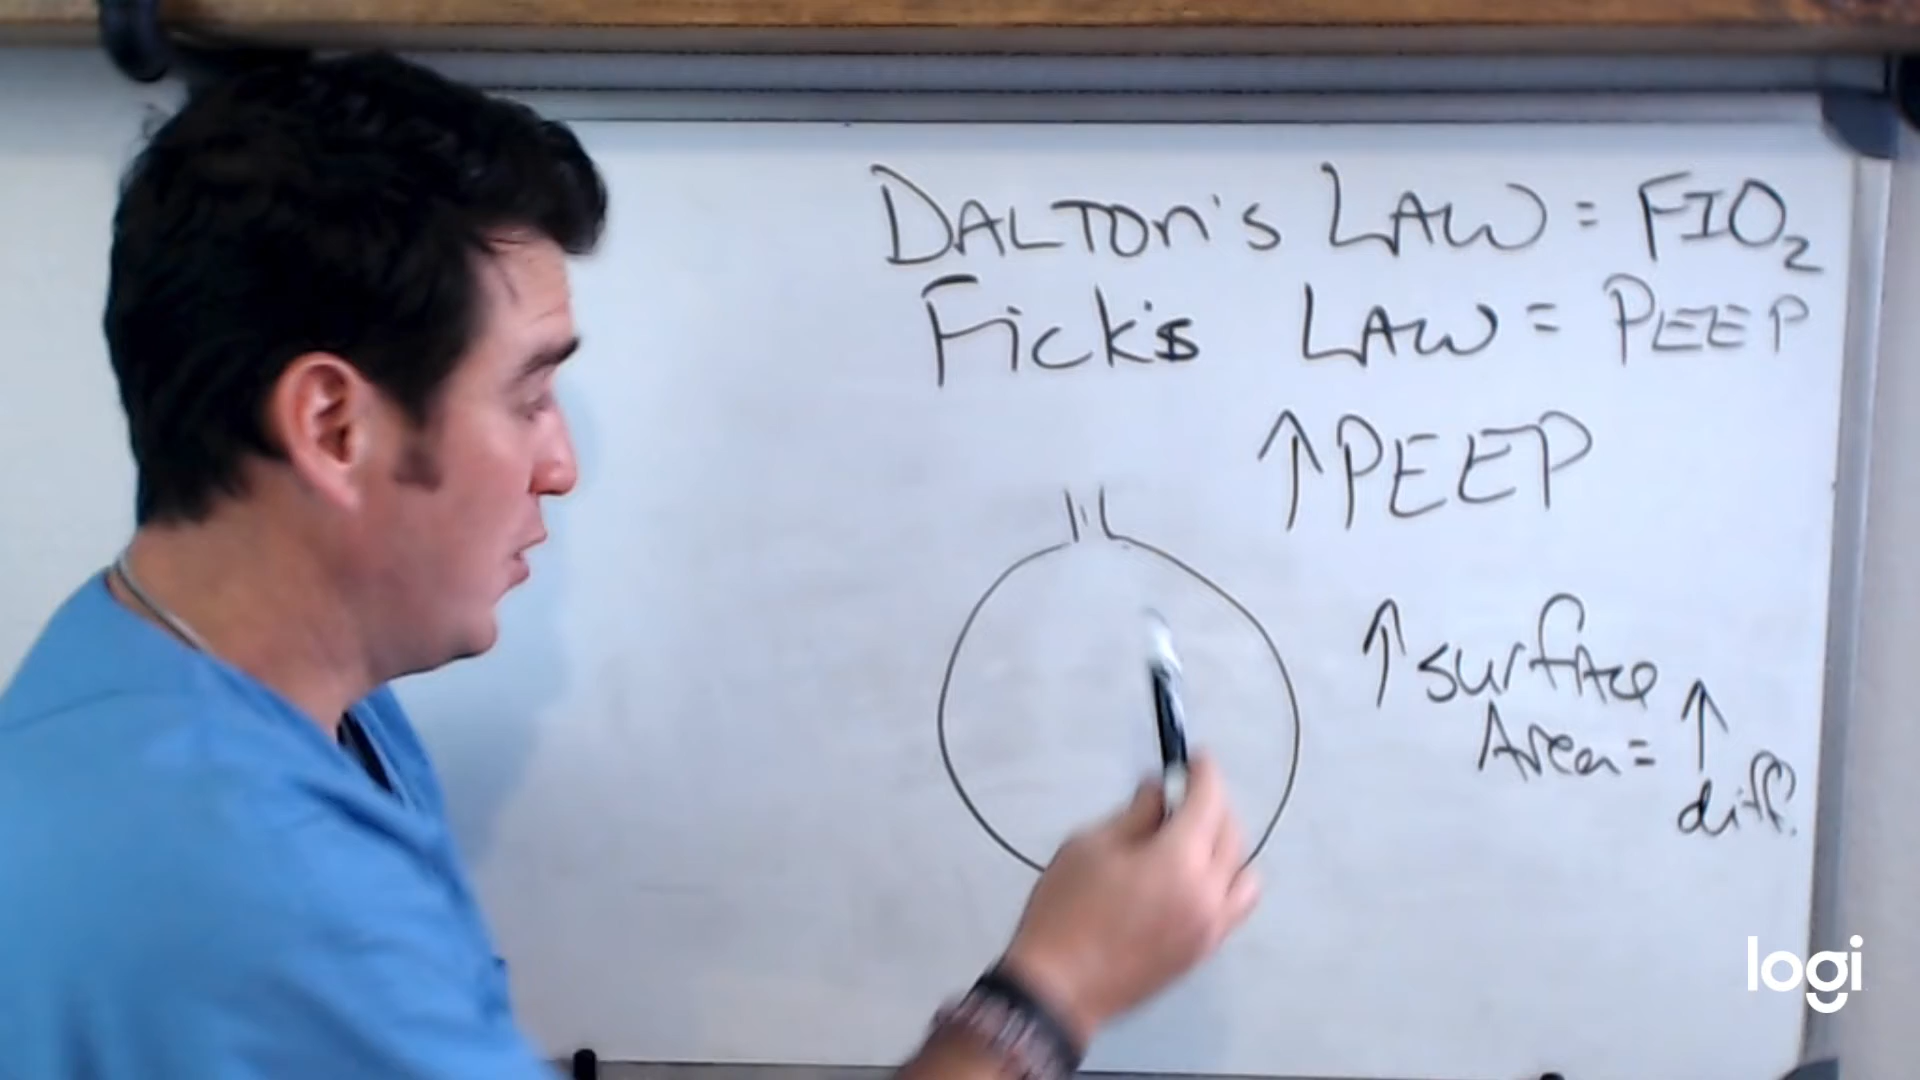 DALTON'S LAW = FIO₂
Fick's LAW = PEEP
↑PEEP
↑surface
Area = ↑
diff.
logi